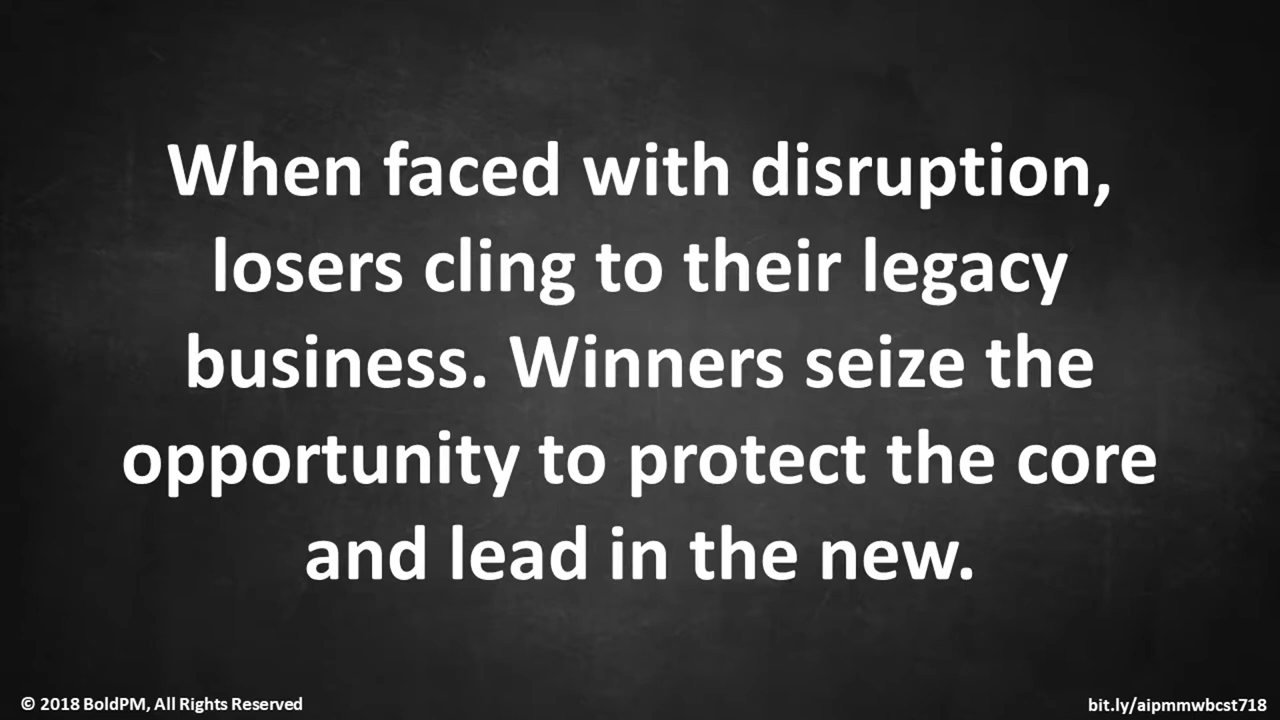 When faced with disruption,
losers cling to their legacy
business. Winners seize the
opportunity to protect the core
and lead in the new.
© 2018 BoldPM, All Rights Reserved
bit.ly/aipmmwbcst718